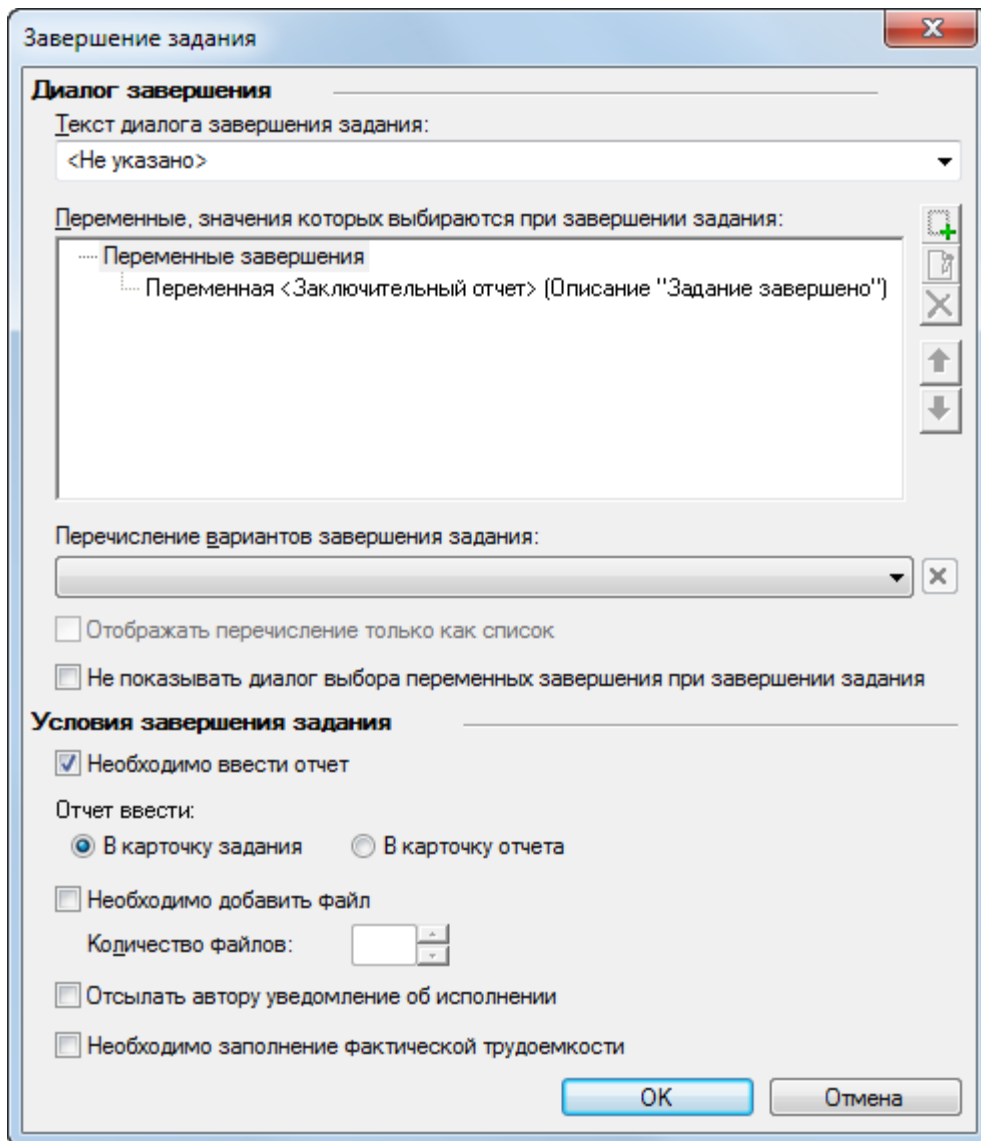 Завершение задания
Диалог завершения
Текст диалога завершения задания:
<Не указано>
Переменные, значения которых выбираются при завершении задания:
Переменные завершения
Переменная <Заключительный отчет> (Описание "Задание завершено")
Перечисление вариантов завершения задания:
Отображать перечисление только как список
Не показывать диалог выбора переменных завершения при завершении задания
Условия завершения задания
Необходимо ввести отчет
Отчет ввести:
В карточку задания В карточку отчета
Необходимо добавить файл
Количество файлов:
Отсылать автору уведомление об исполнении
Необходимо заполнение фактической трудоемкости
OK Отмена